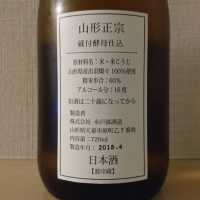 山形正宗
蔵付酵母仕込
原材料名：米・米こうじ
山形県産出羽燦々100%使用
精米歩合：60%
アルコール分：16度
お酒は二十歳になってから
製造者
株式会社 水戸部酒造
山形県天童市原町乙7番地
内容量：720ml
製造年月：2018.4
日本酒
【要冷蔵】